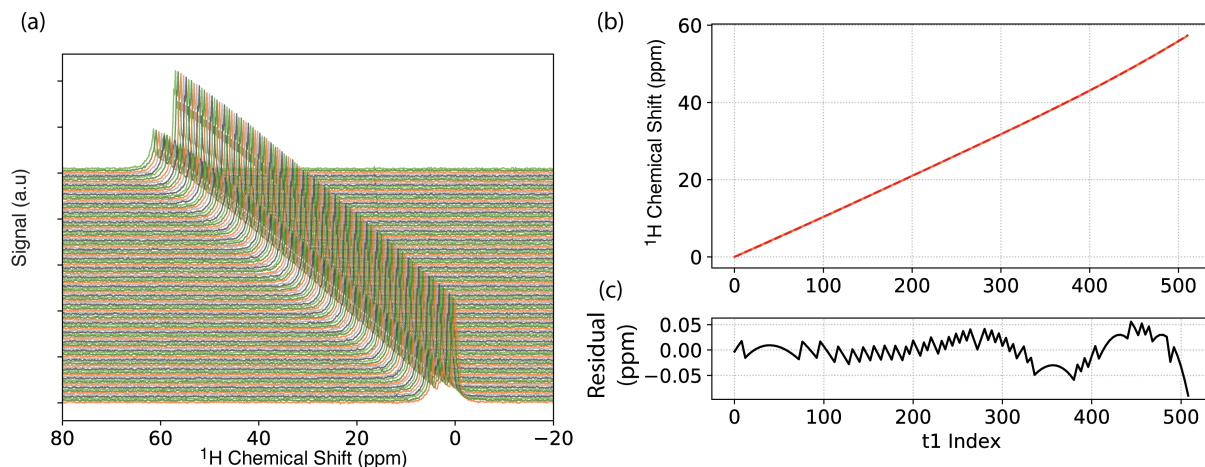 (a)
Signal (a.u)
80 60 40 20 0 −20
¹H Chemical Shift (ppm)
(b)
¹H Chemical Shift (ppm)
60
40
20
0
0 100 200 300 400 500
(c)
Residual
(ppm)
0.05
0.00
−0.05
0 100 200 300 400 500
t1 Index